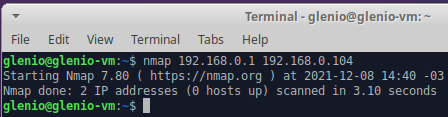 Terminal - glenio@glenio-vm: ~
File Edit View Search Terminal Help
glenio@glenio-vm:~$ nmap 192.168.0.1 192.168.0.104
Starting Nmap 7.80 ( https://nmap.org ) at 2021-12-08 14:40 -03
Nmap done: 2 IP addresses (0 hosts up) scanned in 3.10 seconds
glenio@glenio-vm:~$